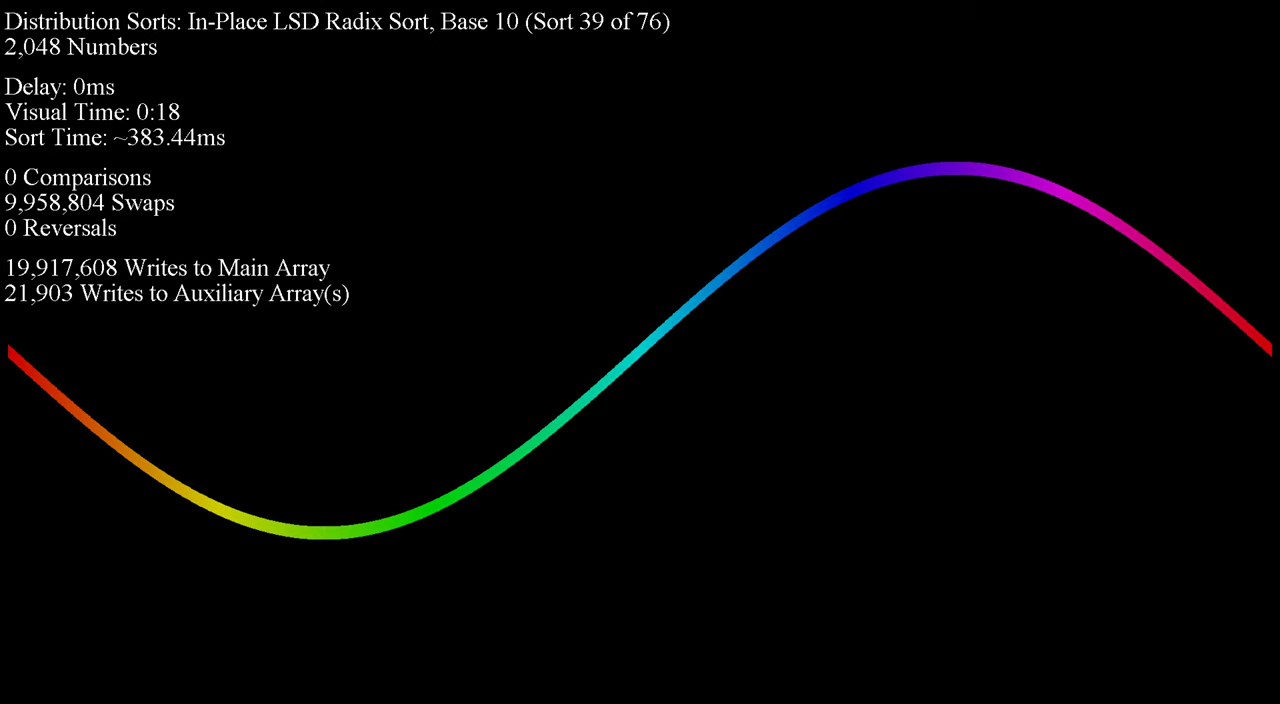 Distribution Sorts: In-Place LSD Radix Sort, Base 10 (Sort 39 of 76)
2,048 Numbers
Delay: 0ms
Visual Time: 0:18
Sort Time: ~383.44ms
0 Comparisons
9,958,804 Swaps
0 Reversals
19,917,608 Writes to Main Array
21,903 Writes to Auxiliary Array(s)